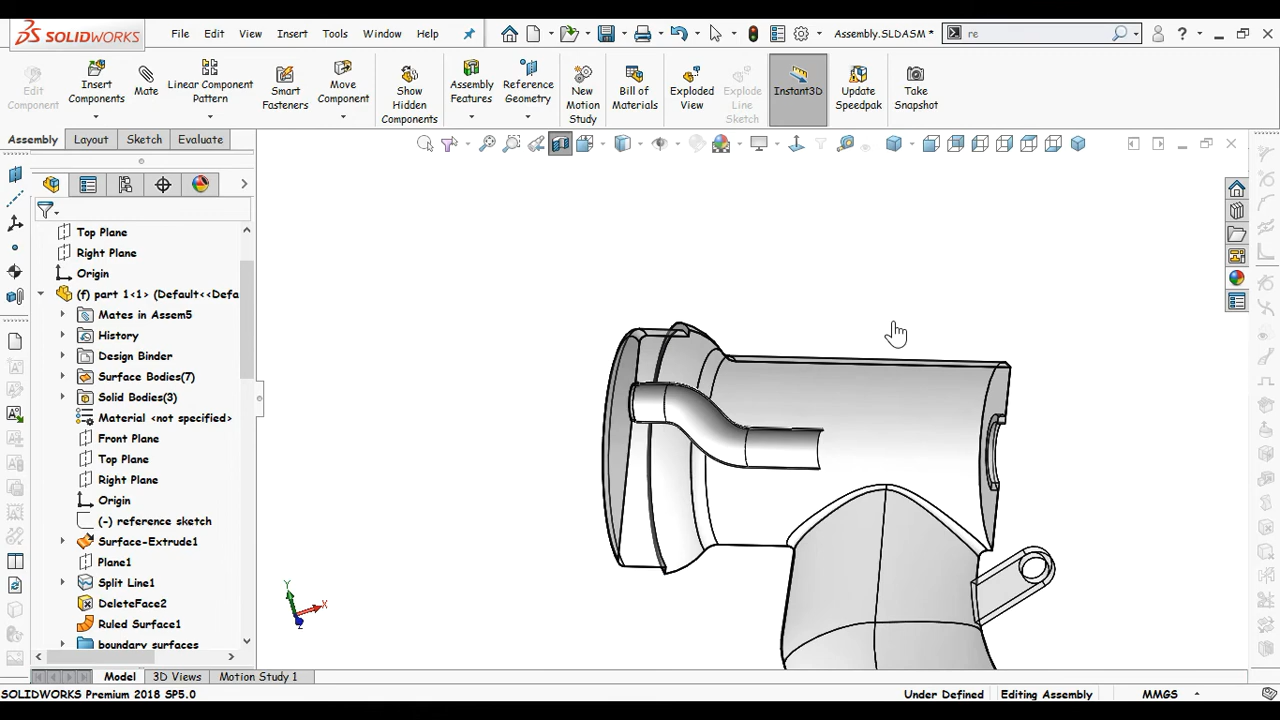 SOLIDWORKS File Edit View Insert Tools Window Help Assembly.SLDASM * re
Edit Component
Insert Components
Mate
Linear Component Pattern
Smart Fasteners
Move Component
Show Hidden Components
Assembly Features
Reference Geometry
New Motion Study
Bill of Materials
Exploded View
Explode Line Sketch
Instant3D
Update Speedpak
Take Snapshot
Assembly Layout Sketch Evaluate
Top Plane
Right Plane
Origin
(f) part 1<1> (Default<<Defa
Mates in Assem5
History
Design Binder
Surface Bodies(7)
Solid Bodies(3)
Material <not specified>
Front Plane
Top Plane
Right Plane
Origin
(-) reference sketch
Surface-Extrude1
Plane1
Split Line1
DeleteFace2
Ruled Surface1
boundary surfaces
Y
X
Z
Model 3D Views Motion Study 1
SOLIDWORKS Premium 2018 SP5.0 Under Defined Editing Assembly MMGS